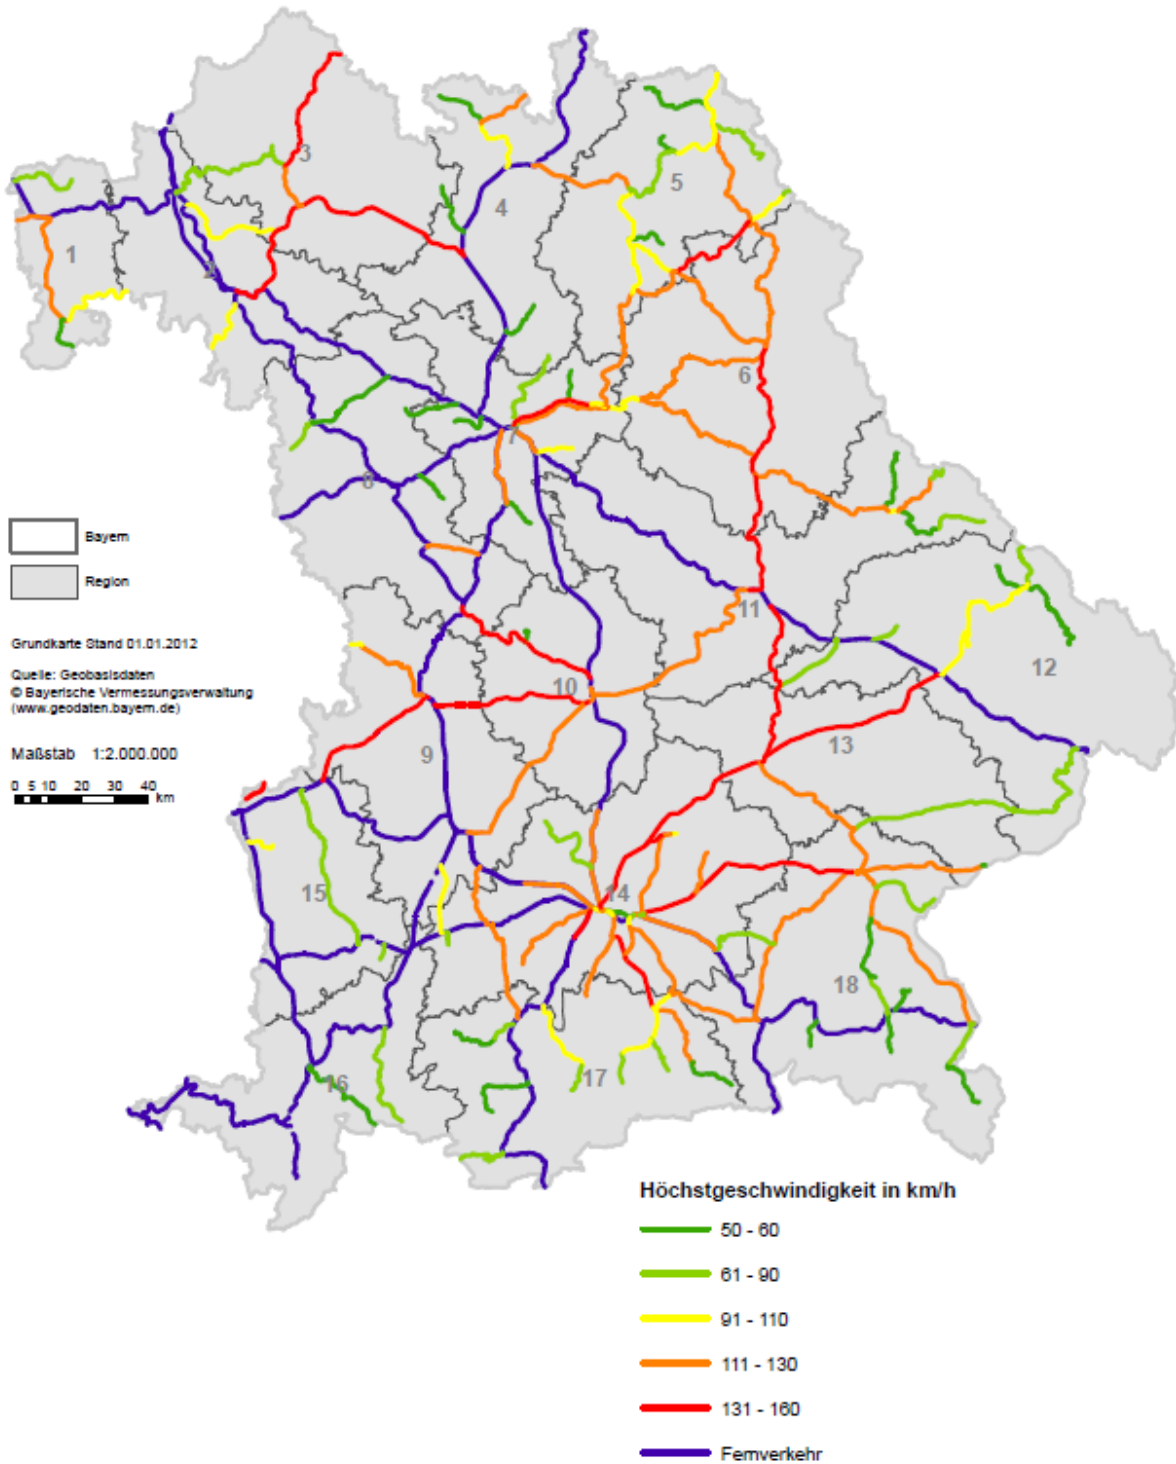 3
4
5
1
2
6
7
8
Bayern
Region
11
Grundkarte Stand 01.01.2012
Quelle: Geobasisdaten
© Bayerische Vermessungsverwaltung
(www.geodaten.bayern.de)
12
10
Maßstab 1:2.000.000
9
13
0 5 10 20 30 40 km
15
14
18
16
17
Höchstgeschwindigkeit in km/h
50 - 60
61 - 90
91 - 110
111 - 130
131 - 160
Fernverkehr